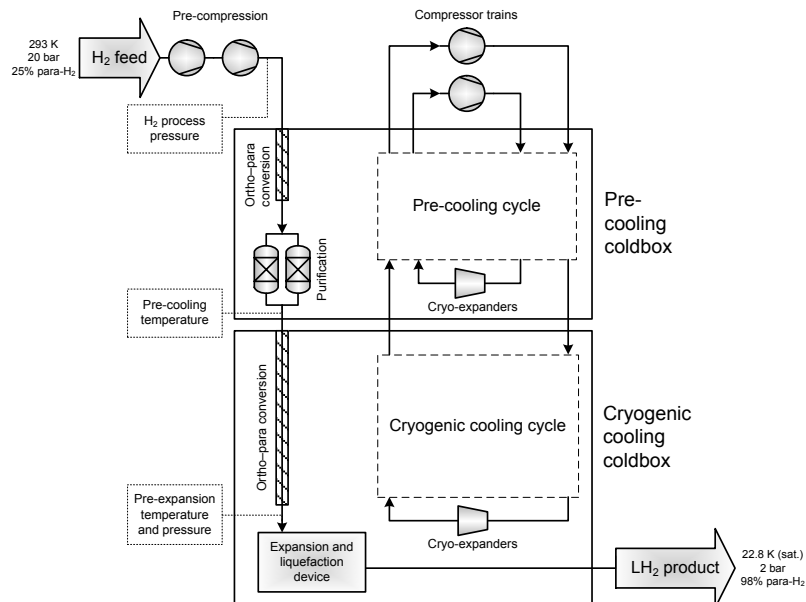 Pre-compression
Compressor trains
293 K
20 bar
25% para-H₂
H₂ feed
H₂ process
pressure
Ortho–para
conversion
Pre-cooling cycle
Pre-
cooling
coldbox
Purification
Cryo-expanders
Pre-cooling
temperature
Ortho–para conversion
Cryogenic cooling cycle
Cryogenic
cooling
coldbox
Pre-expansion
temperature
and pressure
Cryo-expanders
Expansion and
liquefaction
device
LH₂ product
22.8 K (sat.)
2 bar
98% para-H₂